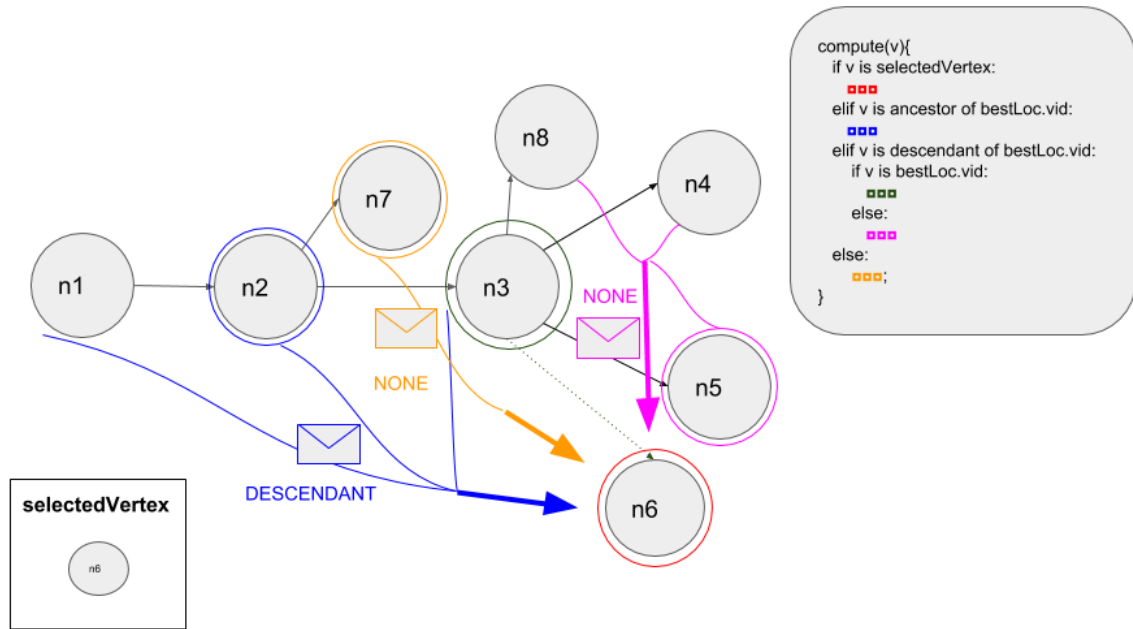 compute(v){
if v is selectedVertex:
elif v is ancestor of bestLoc.vid:
elif v is descendant of bestLoc.vid:
if v is bestLoc.vid:
else:
else:
;
}
n8
n4
n7
n1
n2
n3
NONE
NONE
n5
DESCENDANT
n6
selectedVertex
n6